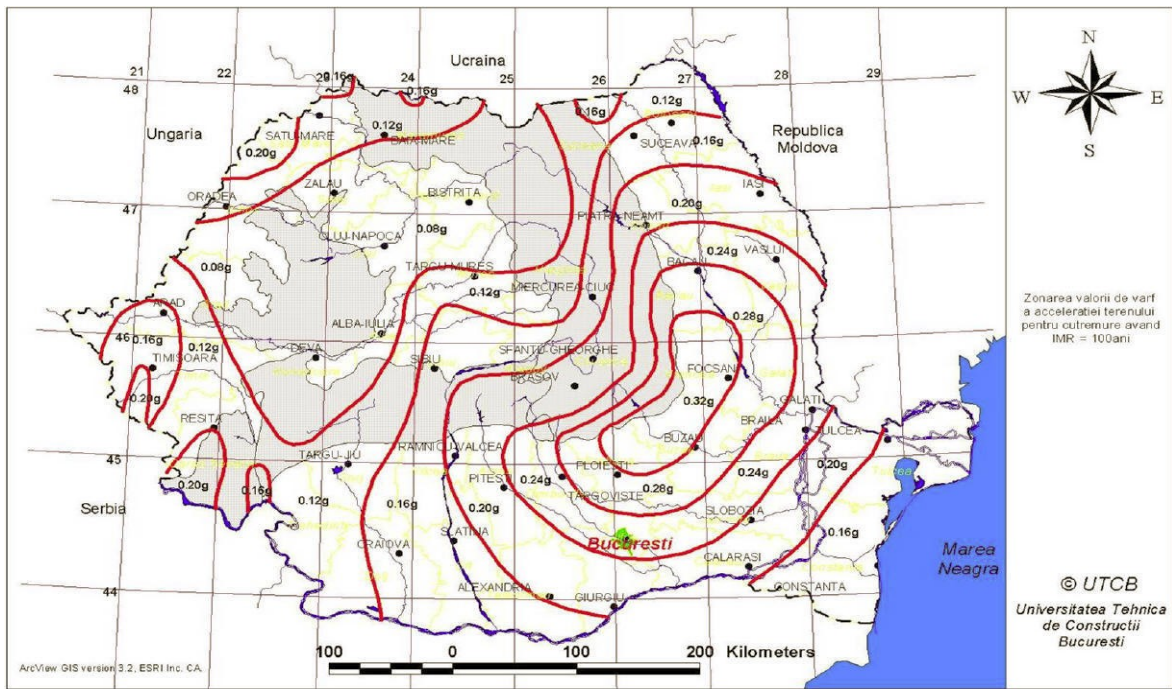 N
W E
S
Ucraina
21
22
23
24
25
26
27
28
29
48
0.16g
0.16g
0.16g
0.12g
Ungaria
Republica
Moldova
SATU-MARE
0.12g
BAIA-MARE
SUCEAVA
0.16g
0.20g
ORADEA
ZALAU
BISTRITA
IASI
47
0.20g
PIATRA-NEAMT
CLUJ-NAPOCA
0.08g
0.24g
VASLUI
BACAU
0.08g
TARGU-MURES
0.12g
MIERCUREA-CIUC
ARAD
ALBA-IULIA
0.28g
46
0.16g
0.12g
DEVA
SIBIU
SFANTU-GHEORGHE
TIMISOARA
BRASOV
FOCSANI
0.20g
0.32g
GALATI
RESITA
BRAILA
TULCEA
BUZAU
45
TARGU-JIU
RAMNICU-VALCEA
PLOIESTI
0.24g
0.20g
0.20g
0.16g
0.12g
0.16g
PITESTI
0.24g
TARGOVISTE
0.28g
Serbia
0.20g
SLOBOZIA
0.16g
CRAIOVA
SLATINA
Bucuresti
CALARASI
Marea
Neagra
44
ALEXANDRIA
GIURGIU
CONSTANTA
Zonarea valorii de varf
a acceleratiei terenului
pentru cutremure avand
IMR = 100ani
© UTCB
Universitatea Tehnica
de Constructii
Bucuresti
100 0 100 200 Kilometers
ArcView GIS version 3.2, ESRI Inc. CA.